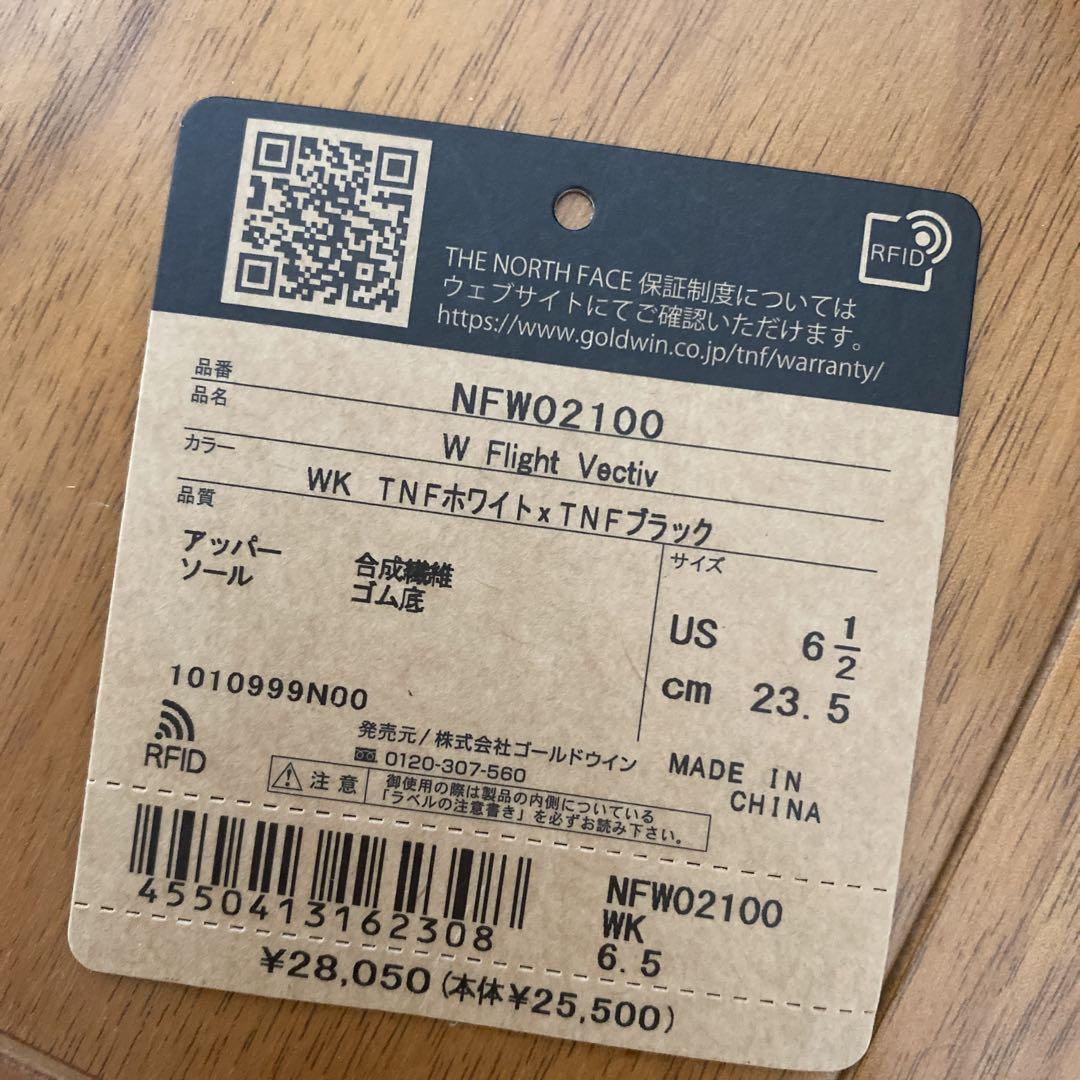 THE NORTH FACE 保証制度については
ウェブサイトにてご確認いただけます。
https://www.goldwin.co.jp/tnf/warranty/
RFID
品番 NFW02100
品名 W Flight Vectiv
カラー WK TNFホワイトxTNFブラック
品質
サイズ
アッパー 合成繊維
ソール ゴム底
US 6 1/2
cm 23.5
1010999N00
RFID
発売元/株式会社ゴールドウイン
0120-307-560
MADE IN
CHINA
注意
御使用の際は製品の内側についている
「ラベルの注意書き」を必ずお読み下さい。
4550413162308
NFW02100
WK
6.5
¥28,050(本体¥25,500)